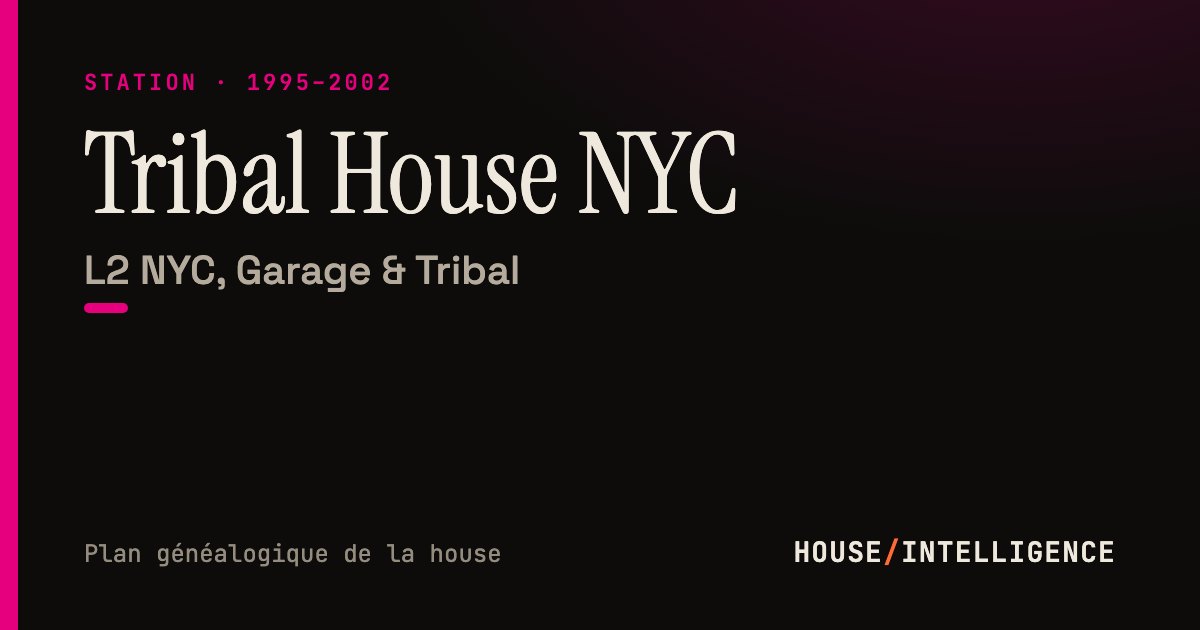 STATION · 1995–2002
Tribal House NYC
L2 NYC, Garage & Tribal
Plan généalogique de la house
HOUSE/INTELLIGENCE